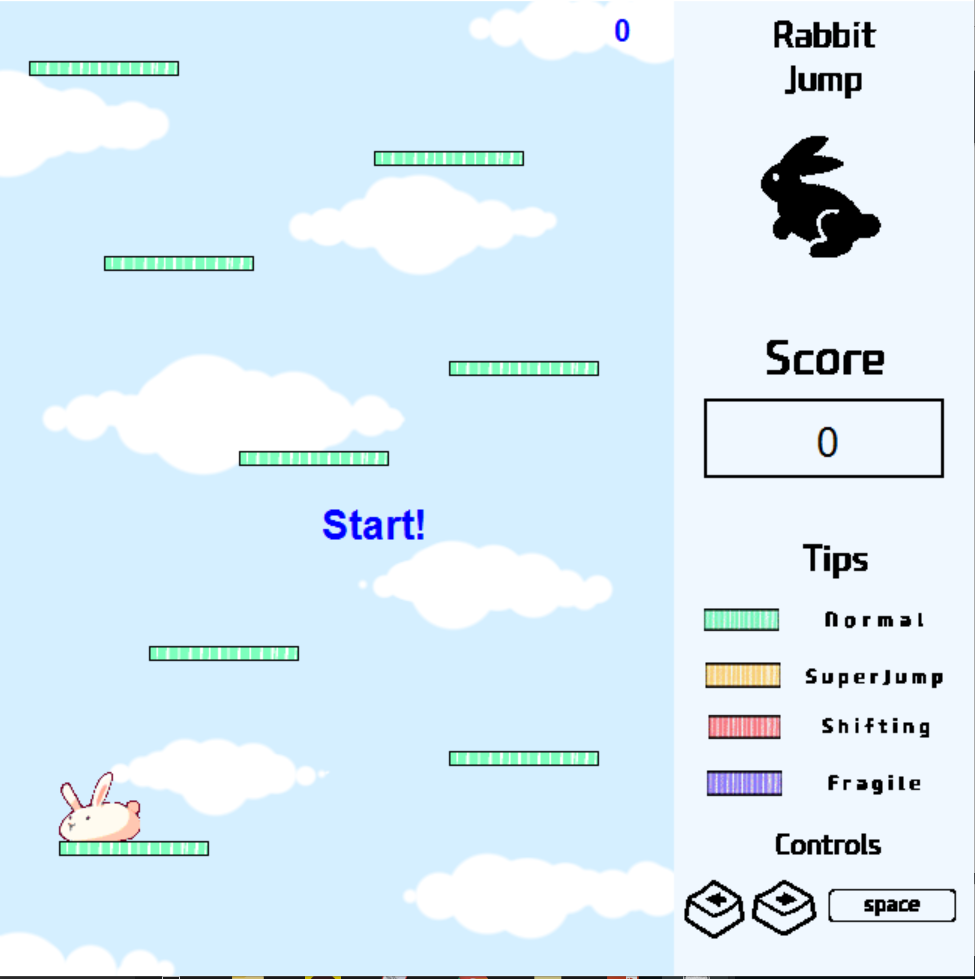 0
Start!
Rabbit
Jump
Score
0
Tips
Normal
SuperJump
Shifting
Fragile
Controls
space